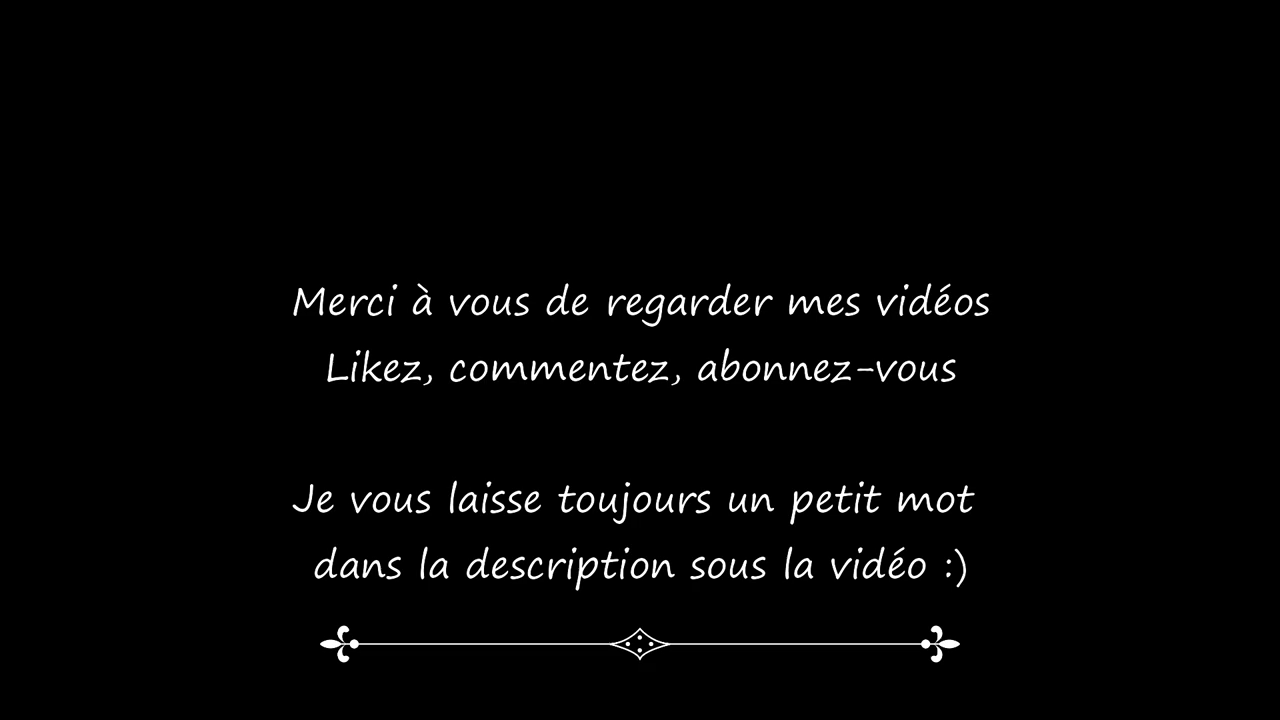 Merci à vous de regarder mes vidéos
Likez, commentez, abonnez-vous
Je vous laisse toujours un petit mot
dans la description sous la vidéo :)